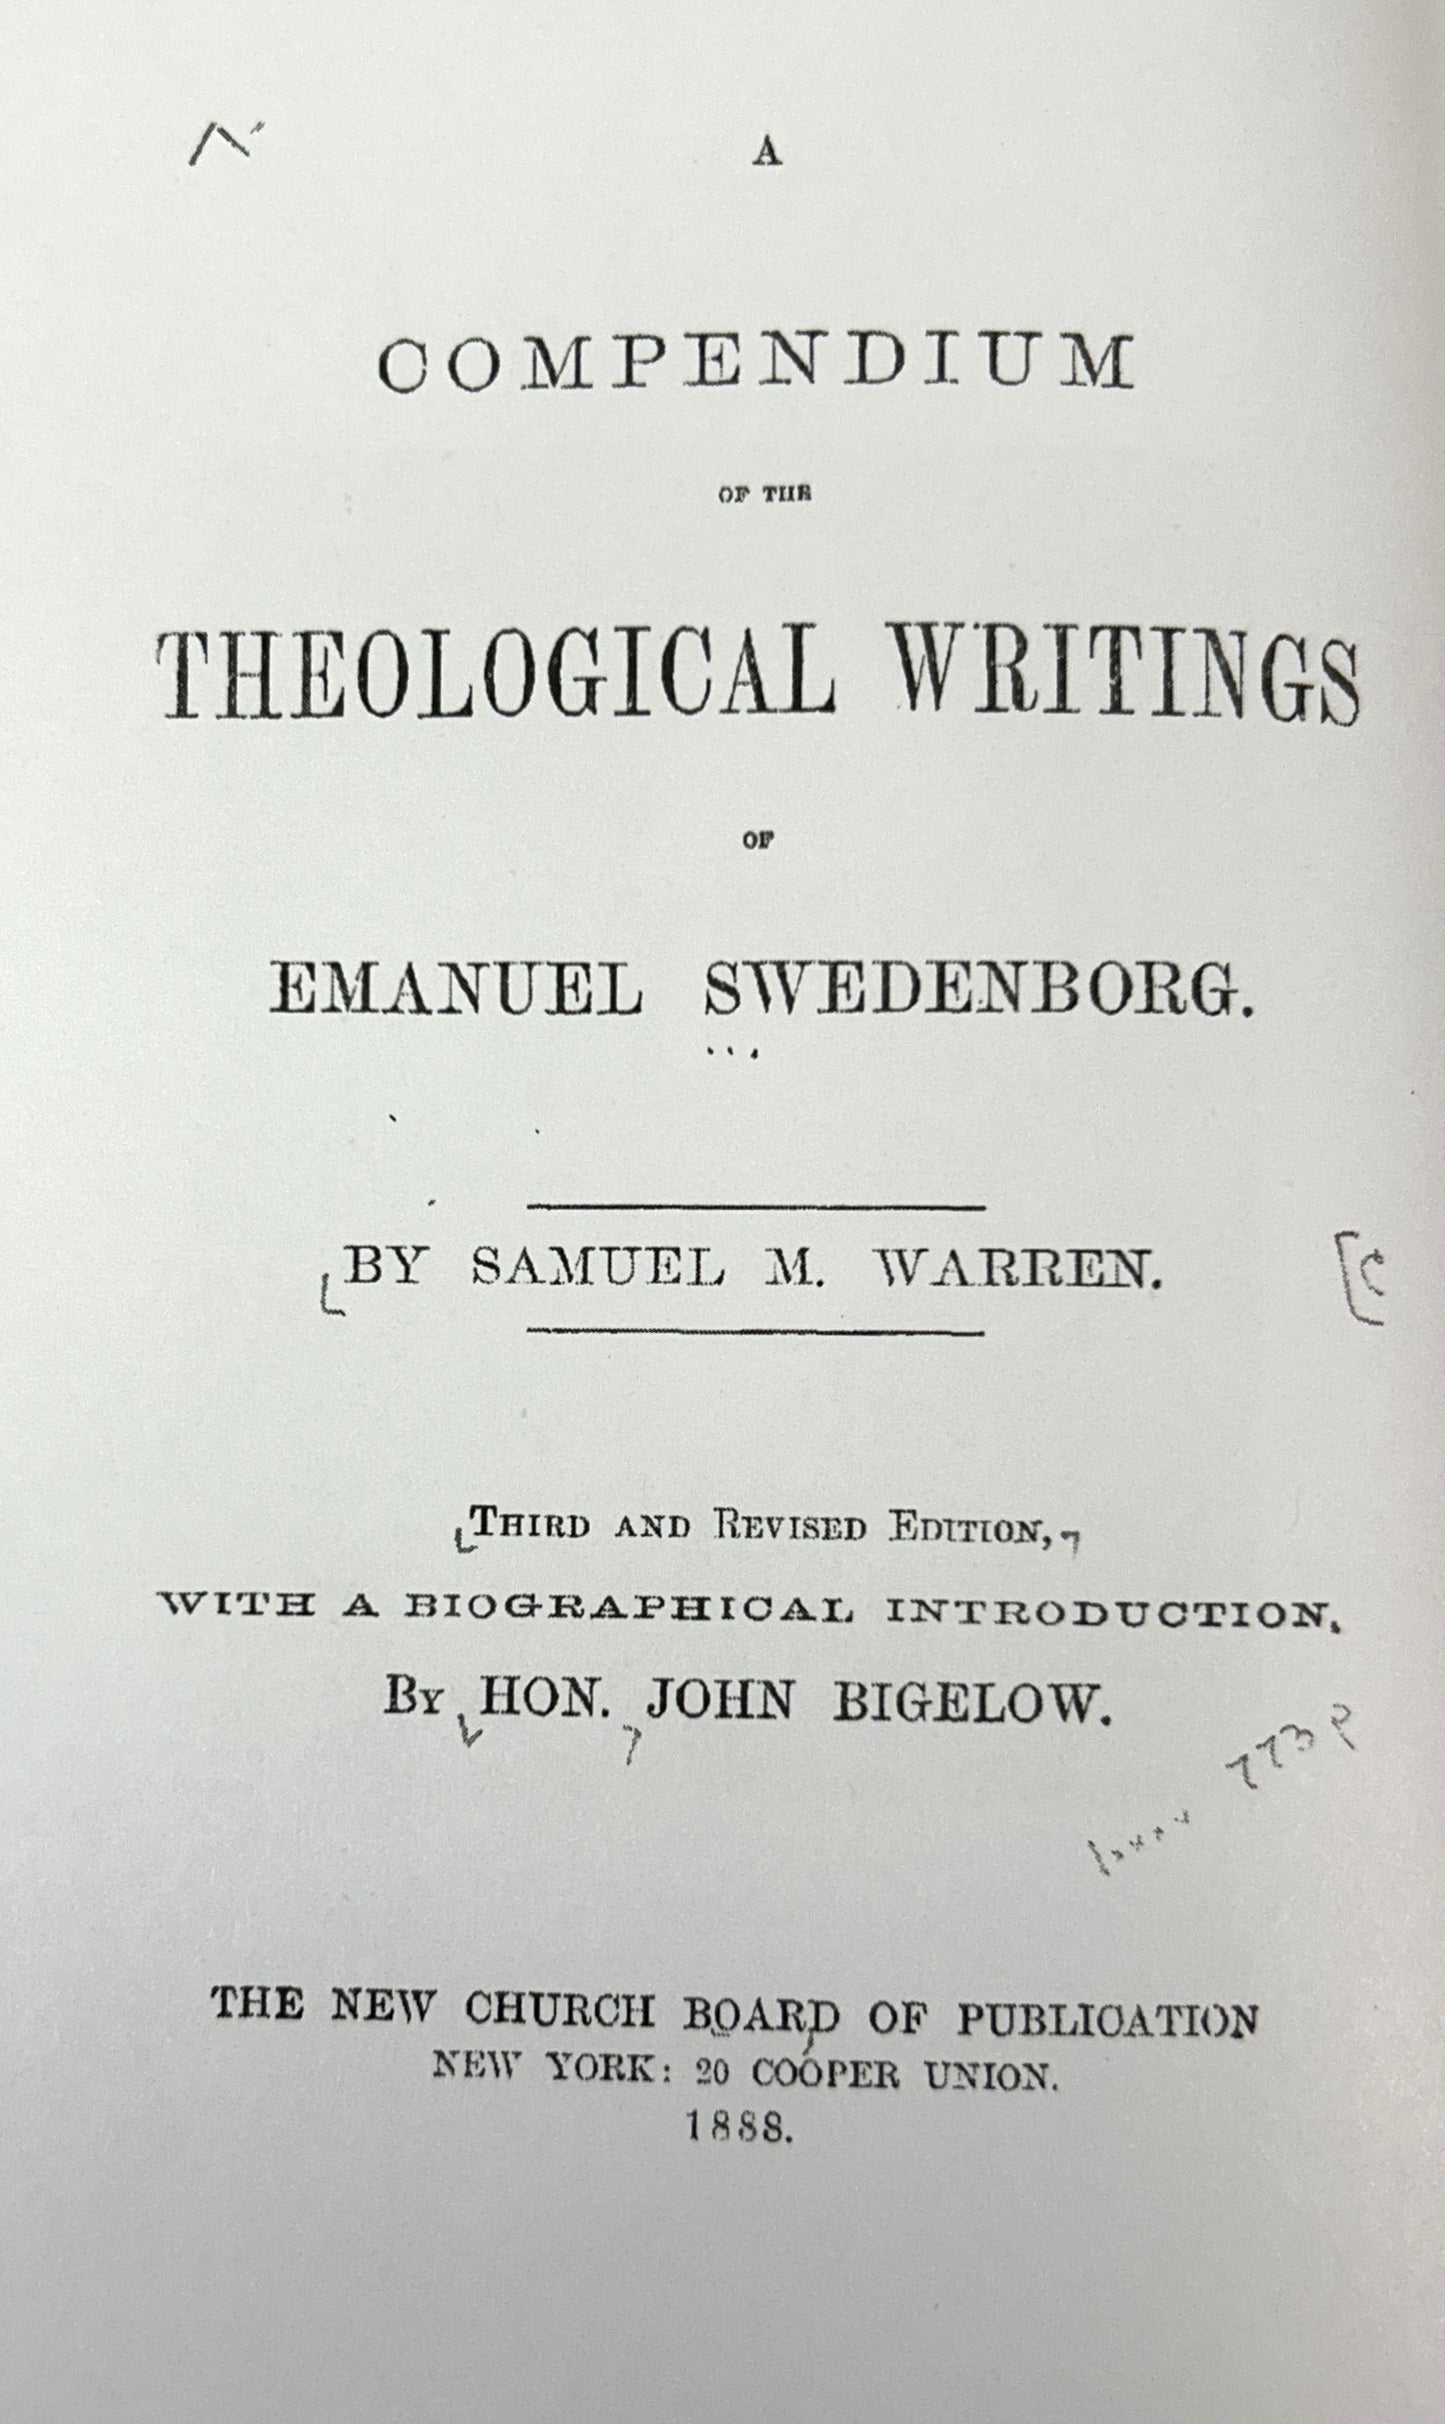 A
COMPENDIUM
OF THE
THEOLOGICAL WRITINGS
OF
EMANUEL SWEDENBORG.
BY SAMUEL M. WARREN.
THIRD AND REVISED EDITION,
WITH A BIOGRAPHICAL INTRODUCTION,
BY HON. JOHN BIGELOW.
773 p
THE NEW CHURCH BOARD OF PUBLICATION
NEW YORK: 20 COOPER UNION.
1888.